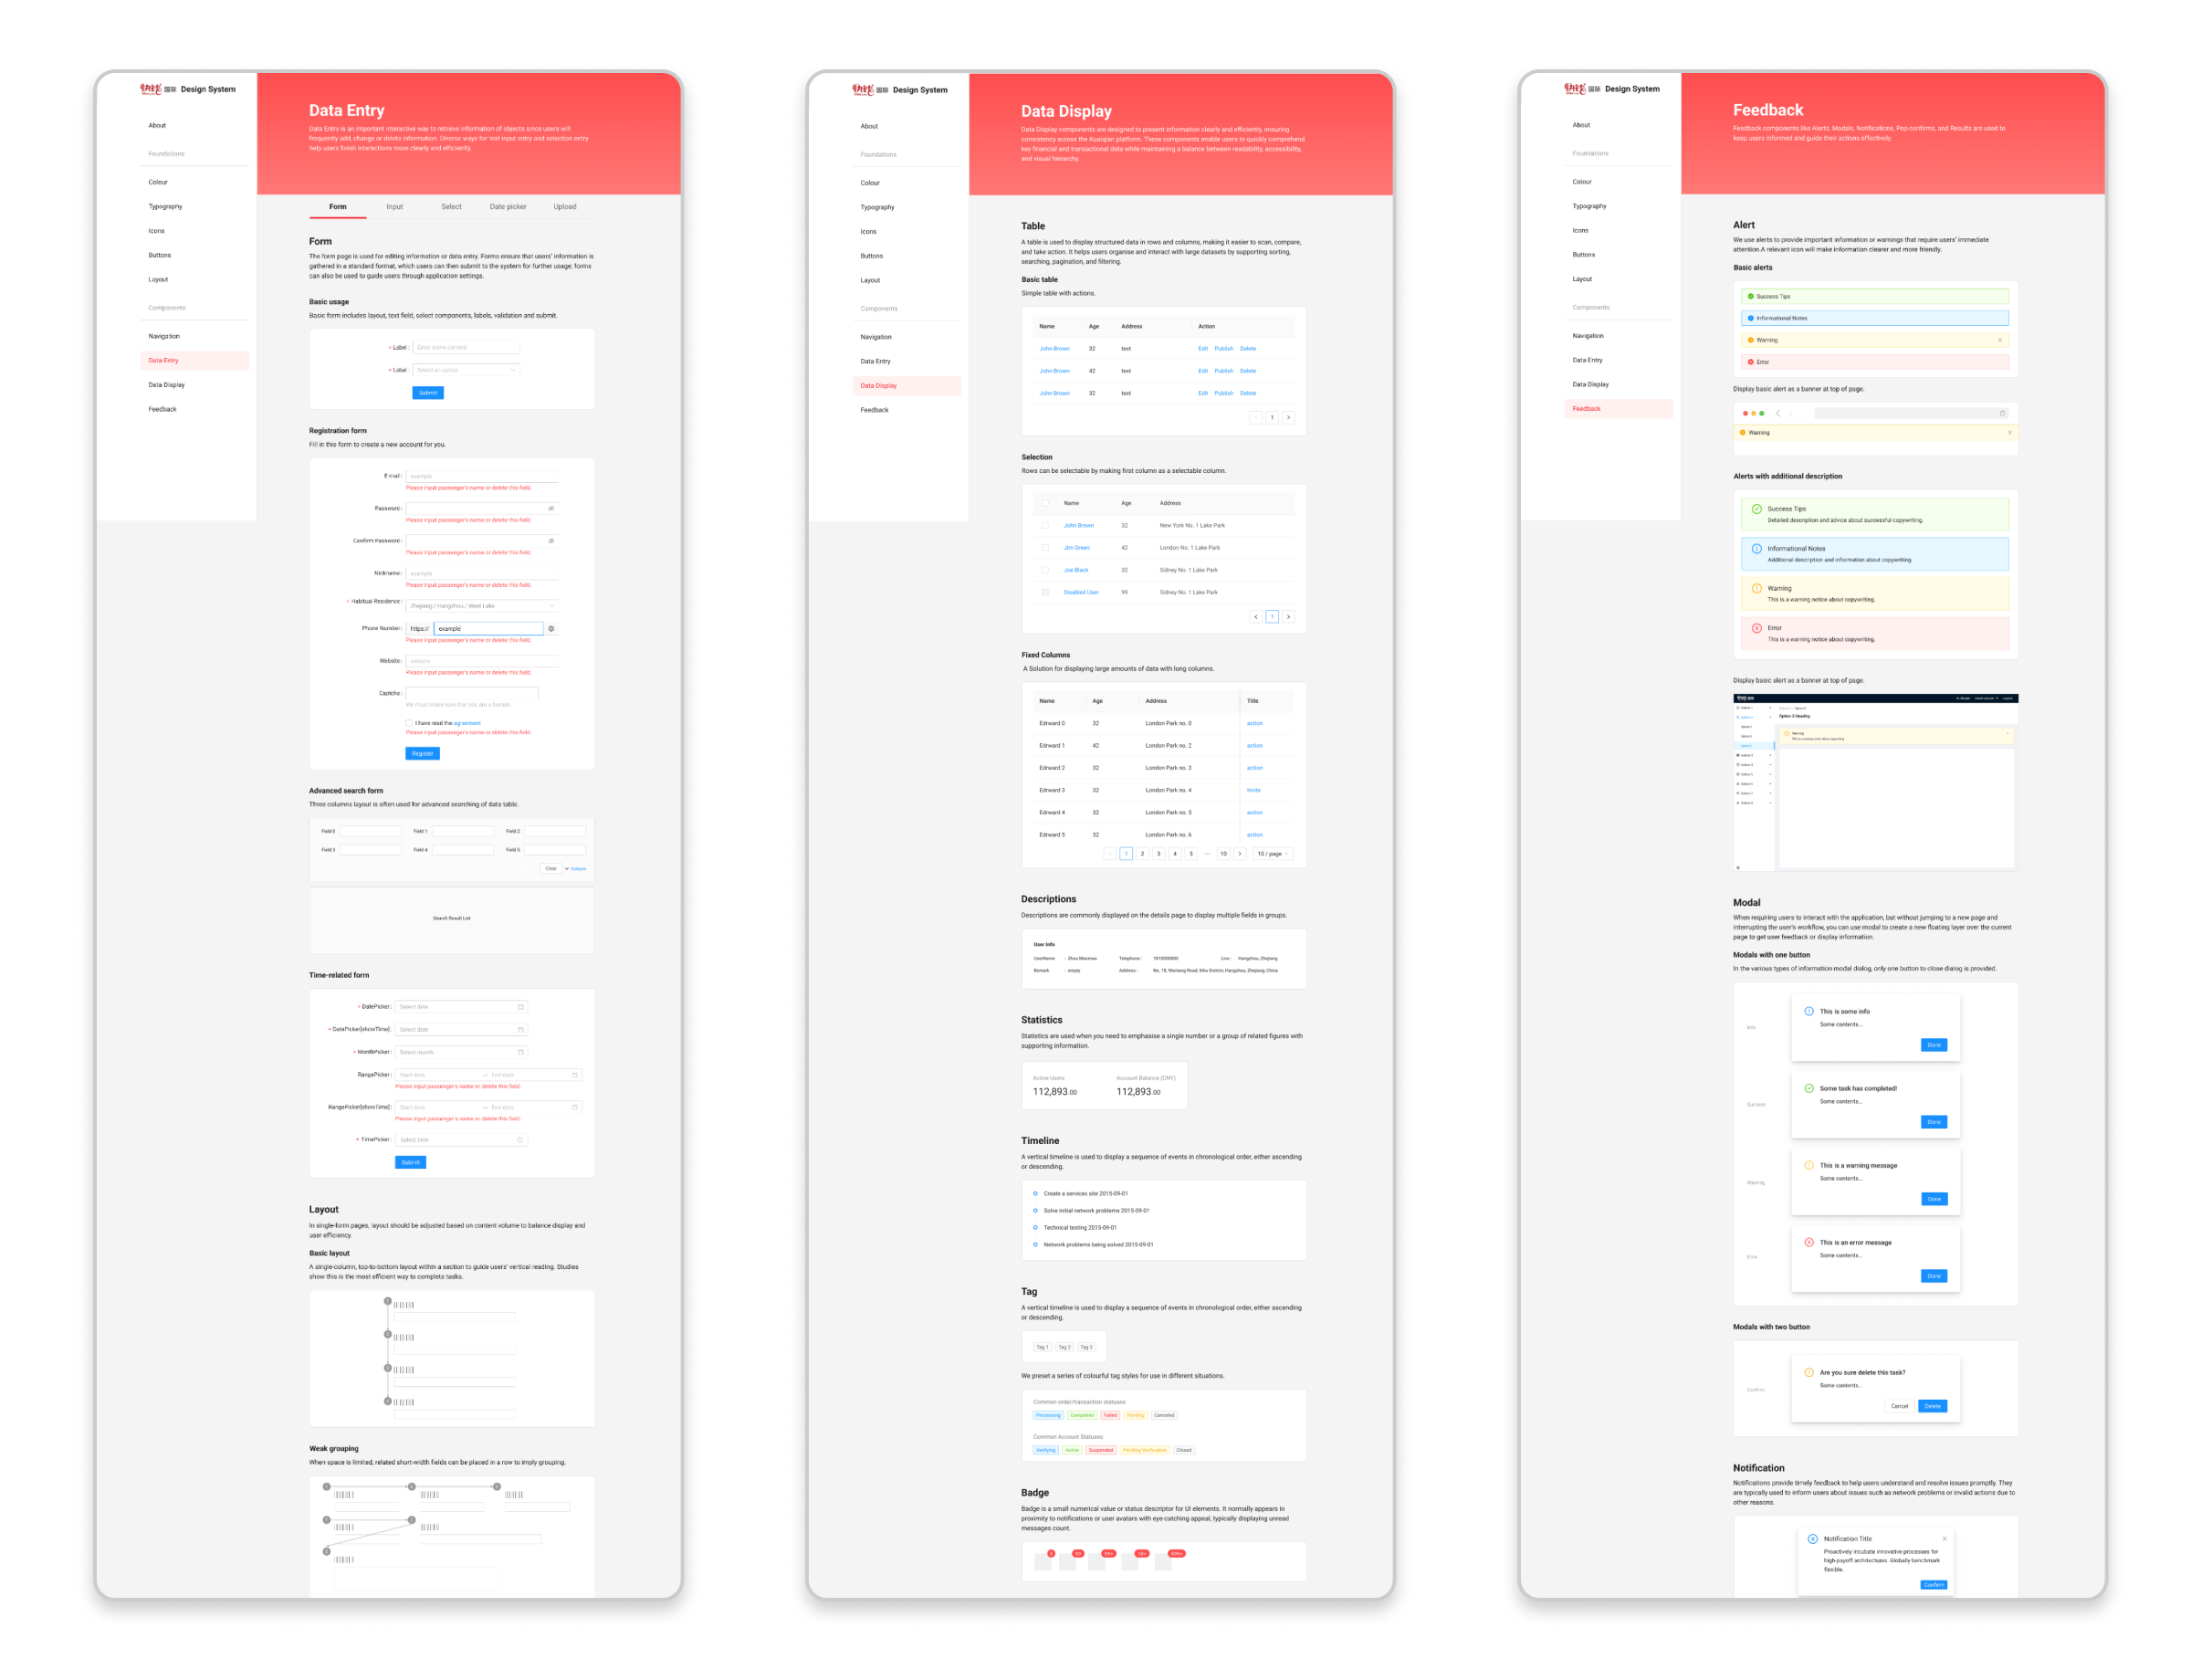 国际 Design System
About
Foundations
Colour
Typography
Icons
Buttons
Layout
Components
Navigation
Data Entry
Data Display
Feedback
Data Entry
Data Entry is an important interactive way to retrieve information of objects since users will
frequently add, change or delete information. Diverse ways for text input entry and selection entry
help users finish interactions more clearly and efficiently.
Form Input Select Date picker Upload
Form
The form page is used for editing information or data entry. Forms ensure that users' information is
gathered in a standard format, which users can then submit to the system for further usage; forms
can also be used to guide users through application settings.
Basic usage
Basic form includes layout, text field, select components, labels, validation and submit.
* Label : Enter some content
* Label : Select an option
Submit
Registration form
Fill in this form to create a new account for you.
E-mail : example
Please input passenger's name or delete this field.
Password :
Please input passenger's name or delete this field.
Confirm Password :
Please input passenger's name or delete this field.
Nickname : example
Please input passenger's name or delete this field.
* Habitual Residence : Zhejiang / Hangzhou / West Lake
Phone Number : https:// example
Please input passenger's name or delete this field.
Website : website
Please input passenger's name or delete this field.
Captcha :
We must make sure that you are a human.
I have read the agreement
Please input passenger's name or delete this field.
Register
Advanced search form
Three columns layout is often used for advanced searching of data table.
Field 0 Field 1 Field 2
Field 3 Field 4 Field 5
Clear Collapse
Search Result List
Time-related form
* DatePicker : Select date
* DatePicker[showTime] : Select date
* MonthPicker : Select month
RangePicker : Start date End date
Please input passenger's name or delete this field.
RangePicker[showTime] : Start date End date
Please input passenger's name or delete this field.
* TimePicker : Select time
Submit
Layout
In single-form pages, layout should be adjusted based on content volume to balance display and
user efficiency.
Basic layout
A single-column, top-to-bottom layout within a section to guide users' vertical reading. Studies
show this is the most efficient way to complete tasks.
Weak grouping
When space is limited, related short-width fields can be placed in a row to imply grouping.
国际 Design System
About
Foundations
Colour
Typography
Icons
Buttons
Layout
Components
Navigation
Data Entry
Data Display
Feedback
Data Display
Data Display components are designed to present information clearly and efficiently, ensuring
consistency across the Kuaiqian platform. These components enable users to quickly comprehend
key financial and transactional data while maintaining a balance between readability, accessibility,
and visual hierarchy.
Table
A table is used to display structured data in rows and columns, making it easier to scan, compare,
and take action. It helps users organise and interact with large datasets by supporting sorting,
searching, pagination, and filtering.
Basic table
Simple table with actions.
Name Age Address Action
John Brown 32 text Edit Publish Delete
John Brown 42 text Edit Publish Delete
John Brown 32 text Edit Publish Delete
1
Selection
Rows can be selectable by making first column as a selectable column.
Name Age Address
John Brown 32 New York No. 1 Lake Park
Jim Green 42 London No. 1 Lake Park
Joe Black 32 Sidney No. 1 Lake Park
Disabled User 99 Sidney No. 1 Lake Park
1
Fixed Columns
A Solution for displaying large amounts of data with long columns.
Name Age Address Title
Edrward 0 32 London Park no. 0 action
Edrward 1 42 London Park no. 2 action
Edrward 2 32 London Park no. 3 action
Edrward 3 32 London Park no. 4 Invite
Edrward 4 32 London Park no. 5 action
Edrward 5 32 London Park no. 6 action
1 2 3 4 5 ··· 10 10 / page
Descriptions
Descriptions are commonly displayed on the details page to display multiple fields in groups.
User Info
UserName : Zhou Maomao Telephone : 1810000000 Live : Hangzhou, Zhejiang
Remark : empty Address : No. 18, Wantang Road, Xihu District, Hangzhou, Zhejiang, China
Statistics
Statistics are used when you need to emphasise a single number or a group of related figures with
supporting information.
Active Users Account Balance (CNY)
112,893.00 112,893.00
Timeline
A vertical timeline is used to display a sequence of events in chronological order, either ascending
or descending.
Create a services site 2015-09-01
Solve initial network problems 2015-09-01
Technical testing 2015-09-01
Network problems being solved 2015-09-01
Tag
A vertical timeline is used to display a sequence of events in chronological order, either ascending
or descending.
Tag 1 Tag 2 Tag 3
We preset a series of colourful tag styles for use in different situations.
Common order/transaction statuses:
Processing Completed Failed Pending Canceled
Common Account Statuses:
Verifying Active Suspended Pending Verification Closed
Badge
Badge is a small numerical value or status descriptor for UI elements. It normally appears in
proximity to notifications or user avatars with eye-catching appeal, typically displaying unread
messages count.
国际 Design System
About
Foundations
Colour
Typography
Icons
Buttons
Layout
Components
Navigation
Data Entry
Data Display
Feedback
Feedback
Feedback components like Alerts, Modals, Notifications, Pop confirms, and Results are used to
keep users informed and guide their actions effectively.
Alert
We use alerts to provide important information or warnings that require users' immediate
attention.A relevant icon will make information clearer and more friendly.
Basic alerts
Success Tips
Informational Notes
Warning
Error
Display basic alert as a banner at top of page.
Warning
Alerts with additional description
Success Tips
Detailed description and advice about successful copywriting.
Informational Notes
Additional description and information about copywriting.
Warning
This is a warning notice about copywriting.
Error
This is a warning notice about copywriting.
Display basic alert as a banner at top of page.
Option 3 Heading
Warning
Modal
When requiring users to interact with the application, but without jumping to a new page and
interrupting the user's workflow, you can use modal to create a new floating layer over the current
page to get user feedback or display information.
Modals with one button
In the various types of information modal dialog, only one button to close dialog is provided.
Info
This is some info
Some contents...
Done
Success
Some task has completed!
Some contents...
Done
Warning
This is a warning message
Some contents...
Done
Error
This is an error message
Some contents...
Done
Modals with two button
Confirm
Are you sure delete this task?
Some contents...
Cancel Delete
Notification
Notifications provide timely feedback to help users understand and resolve issues promptly. They
are typically used to inform users about issues such as network problems or invalid actions due to
other reasons.
Notification Title
Proactively incubate innovative processes for
high-payoff architectures. Globally benchmark
flexible.
Confirm